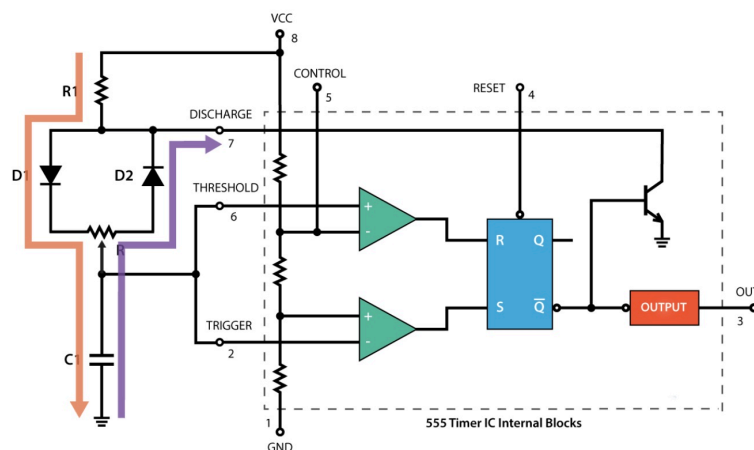 VCC
8
CONTROL
5
RESET
4
R1
DISCHARGE
7
D1
D2
THRESHOLD
6
R
+
-
R Q
S Q̅
TRIGGER
2
+
-
OUTPUT
OUT
3
C1
1
GND
555 Timer IC Internal Blocks